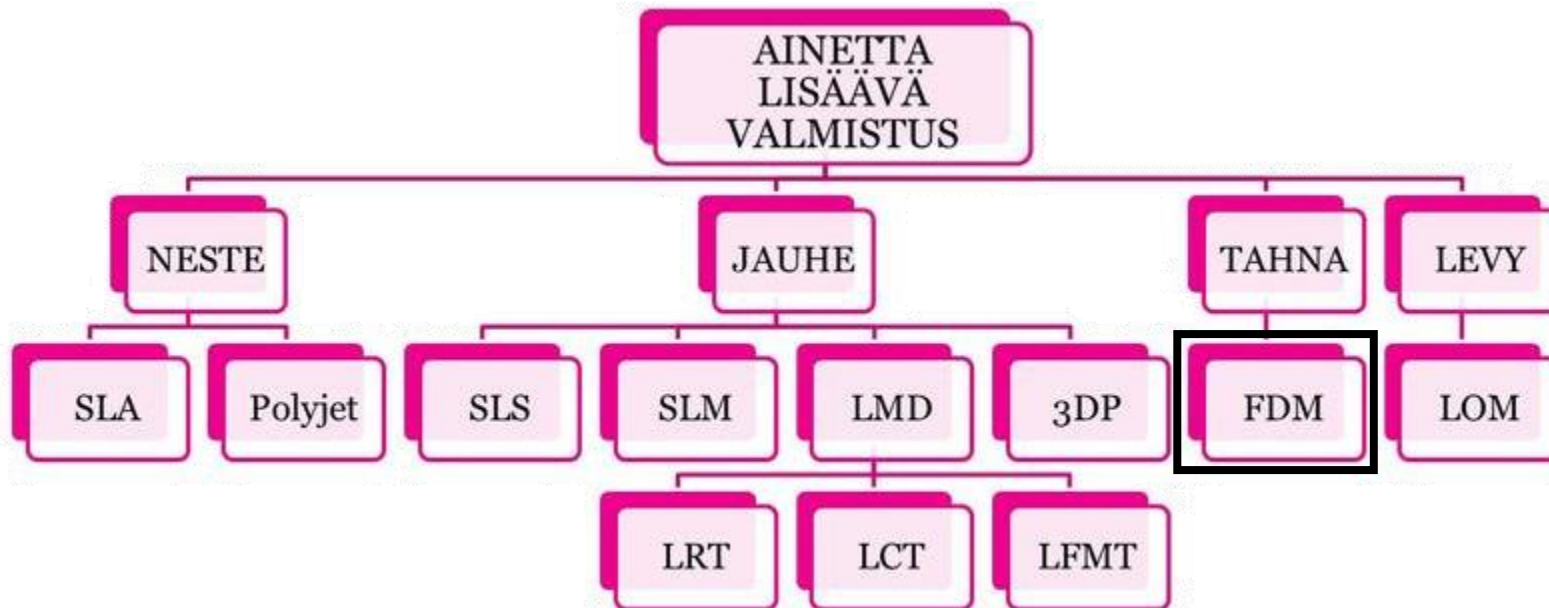 AINETTA
LISÄÄVÄ
VALMISTUS
NESTE
JAUHE
TAHNA
LEVY
SLA
Polyjet
SLS
SLM
LMD
3DP
FDM
LOM
LRT
LCT
LFMT